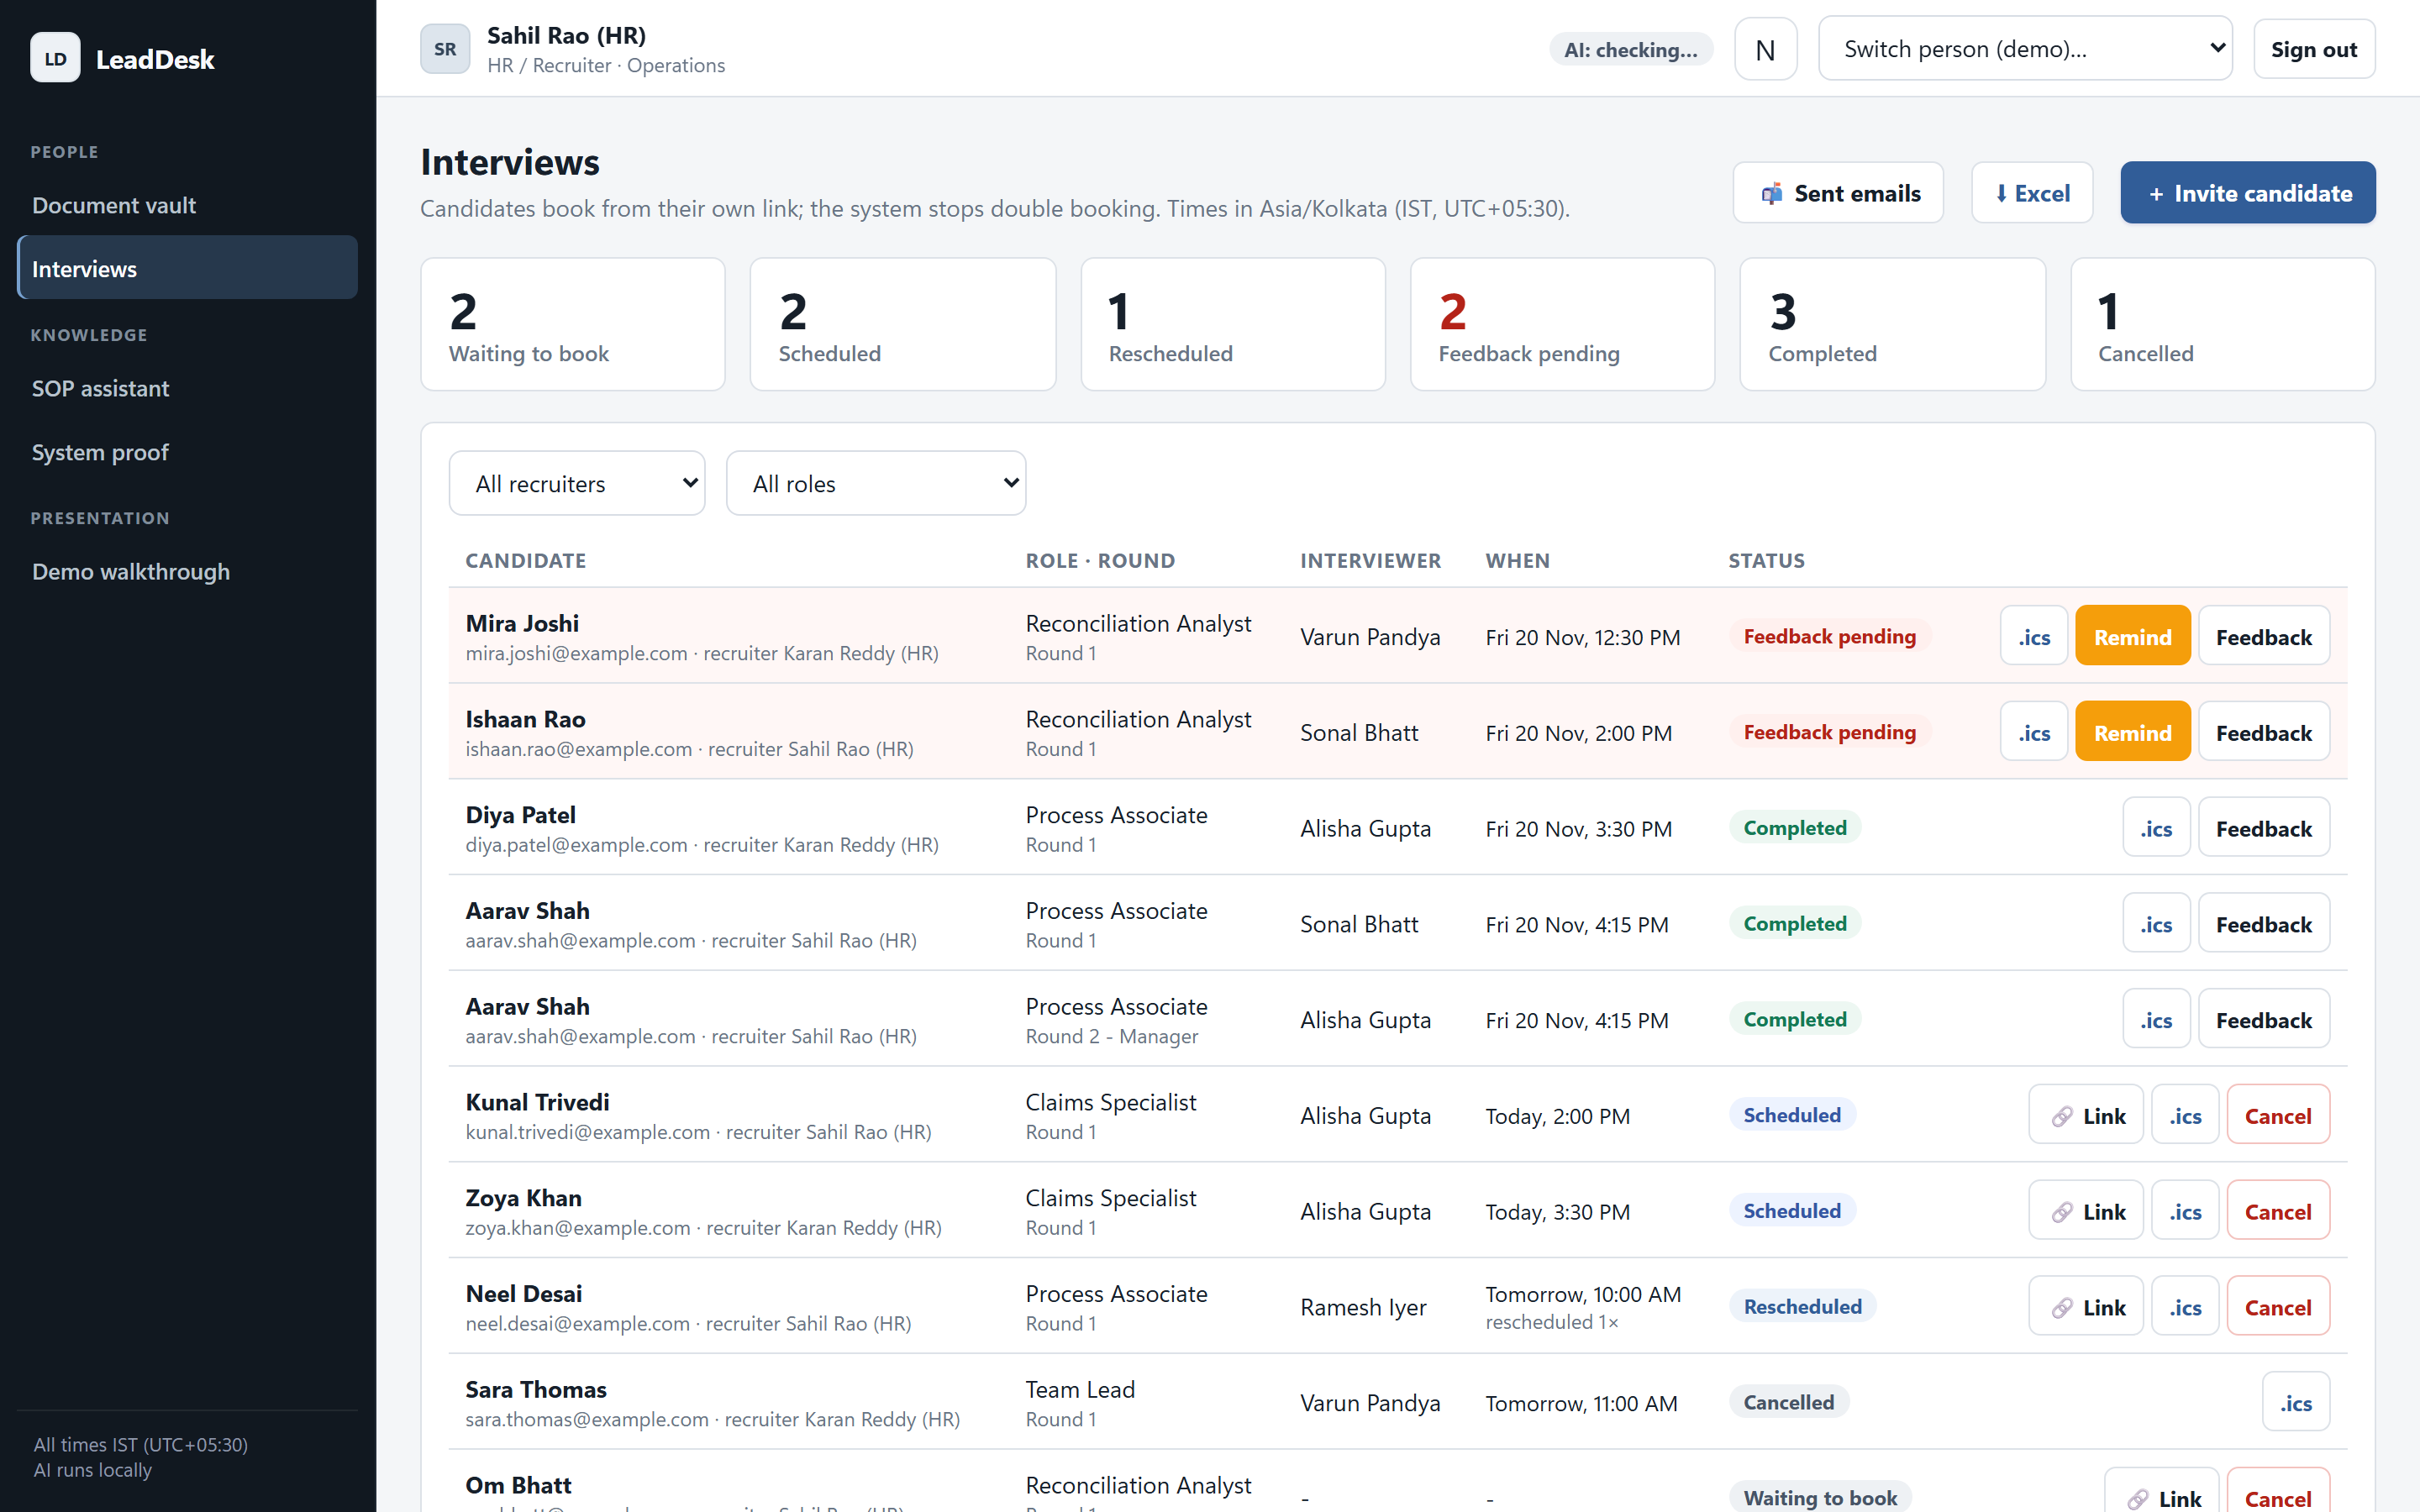 LD LeadDesk
PEOPLE
Document vault
Interviews
KNOWLEDGE
SOP assistant
System proof
PRESENTATION
Demo walkthrough
All times IST (UTC+05:30)
AI runs locally
SR
Sahil Rao (HR)
HR / Recruiter · Operations
AI: checking...
N
Switch person (demo)...
Sign out
Interviews
Candidates book from their own link; the system stops double booking. Times in Asia/Kolkata (IST, UTC+05:30).
📬 Sent emails
⬇ Excel
+ Invite candidate
2
Waiting to book
2
Scheduled
1
Rescheduled
2
Feedback pending
3
Completed
1
Cancelled
All recruiters
All roles
CANDIDATE ROLE · ROUND INTERVIEWER WHEN STATUS
Mira Joshi
mira.joshi@example.com · recruiter Karan Reddy (HR)
Reconciliation Analyst
Round 1
Varun Pandya
Fri 20 Nov, 12:30 PM
Feedback pending
.ics Remind Feedback
Ishaan Rao
ishaan.rao@example.com · recruiter Sahil Rao (HR)
Reconciliation Analyst
Round 1
Sonal Bhatt
Fri 20 Nov, 2:00 PM
Feedback pending
.ics Remind Feedback
Diya Patel
diya.patel@example.com · recruiter Karan Reddy (HR)
Process Associate
Round 1
Alisha Gupta
Fri 20 Nov, 3:30 PM
Completed
.ics Feedback
Aarav Shah
aarav.shah@example.com · recruiter Sahil Rao (HR)
Process Associate
Round 1
Sonal Bhatt
Fri 20 Nov, 4:15 PM
Completed
.ics Feedback
Aarav Shah
aarav.shah@example.com · recruiter Sahil Rao (HR)
Process Associate
Round 2 - Manager
Alisha Gupta
Fri 20 Nov, 4:15 PM
Completed
.ics Feedback
Kunal Trivedi
kunal.trivedi@example.com · recruiter Sahil Rao (HR)
Claims Specialist
Round 1
Alisha Gupta
Today, 2:00 PM
Scheduled
🔗 Link .ics Cancel
Zoya Khan
zoya.khan@example.com · recruiter Karan Reddy (HR)
Claims Specialist
Round 1
Alisha Gupta
Today, 3:30 PM
Scheduled
🔗 Link .ics Cancel
Neel Desai
neel.desai@example.com · recruiter Sahil Rao (HR)
Process Associate
Round 1
Ramesh Iyer
Tomorrow, 10:00 AM
rescheduled 1×
Rescheduled
🔗 Link .ics Cancel
Sara Thomas
sara.thomas@example.com · recruiter Karan Reddy (HR)
Team Lead
Round 1
Varun Pandya
Tomorrow, 11:00 AM
Cancelled
.ics
Om Bhatt
Reconciliation Analyst
-
-
Waiting to book
🔗 Link Cancel